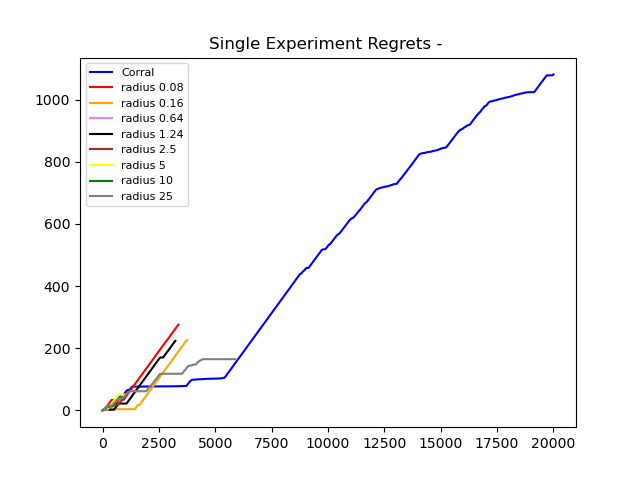 Single Experiment Regrets -
Corral
radius 0.08
radius 0.16
radius 0.64
radius 1.24
radius 2.5
radius 5
radius 10
radius 25
1000
800
600
400
200
0
0 2500 5000 7500 10000 12500 15000 17500 20000